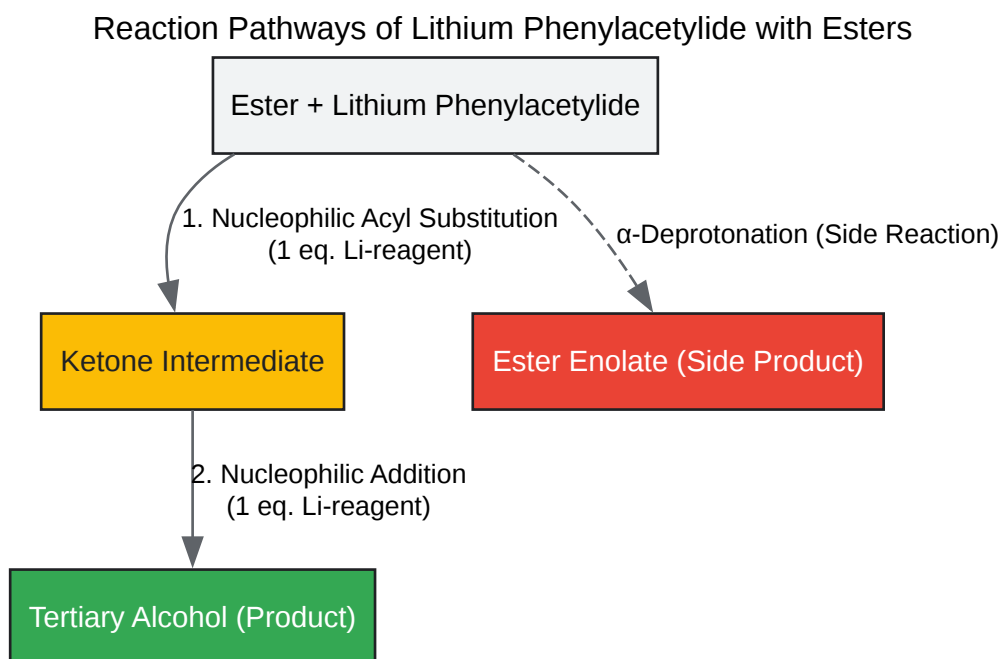 Reaction Pathways of Lithium Phenylacetylide with Esters
Ester + Lithium Phenylacetylide
1. Nucleophilic Acyl Substitution
(1 eq. Li-reagent)
α-Deprotonation (Side Reaction)
Ketone Intermediate
Ester Enolate (Side Product)
2. Nucleophilic Addition
(1 eq. Li-reagent)
Tertiary Alcohol (Product)